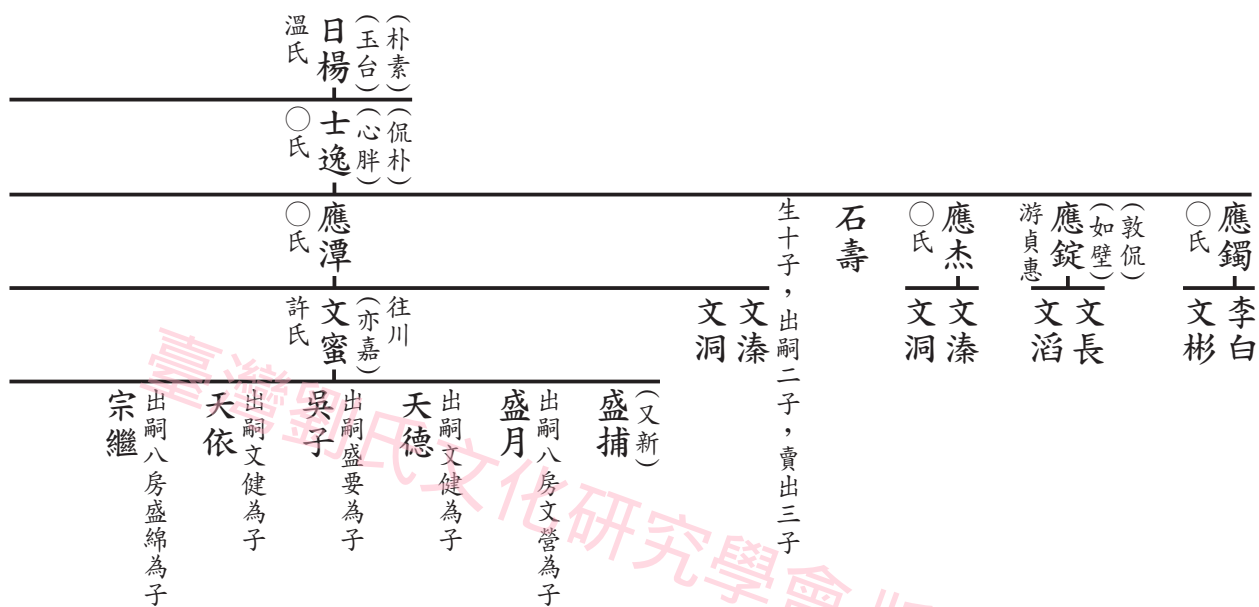 (朴素)
(玉台)
日楊
溫氏
(侃朴)
(心胖)
士逸
○氏
應鐲
○氏
(敦侃)
(如壁)
應錠
游貞惠
應杰
○氏
石壽
生十子，出嗣二子，賣出三子
應潭
○氏
李白
文彬
文長
文滔
文溱
文洞
文溱
文洞
往川
(亦嘉)
文蜜
許氏
(又新)
盛捕
出嗣八房文營為子
盛月
出嗣文健為子
天德
出嗣盛要為子
吳子
出嗣文健為子
天依
出嗣八房盛綿為子
宗繼
臺灣劉氏文化研究學會